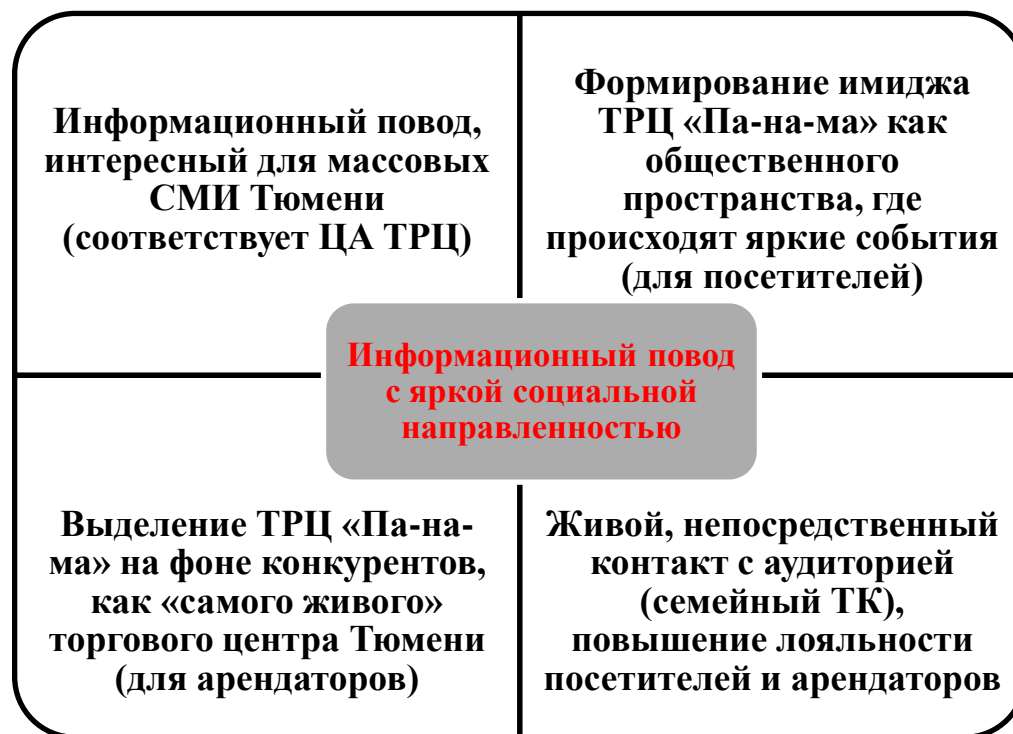 Информационный повод,
интересный для массовых
СМИ Тюмени
(соответствует ЦА ТРЦ)
Формирование имиджа
ТРЦ «Па-на-ма» как
общественного
пространства, где
происходят яркие события
(для посетителей)
Информационный повод
с яркой социальной
направленностью
Выделение ТРЦ «Па-на-
ма» на фоне конкурентов,
как «самого живого»
торгового центра Тюмени
(для арендаторов)
Живой, непосредственный
контакт с аудиторией
(семейный ТК),
повышение лояльности
посетителей и арендаторов